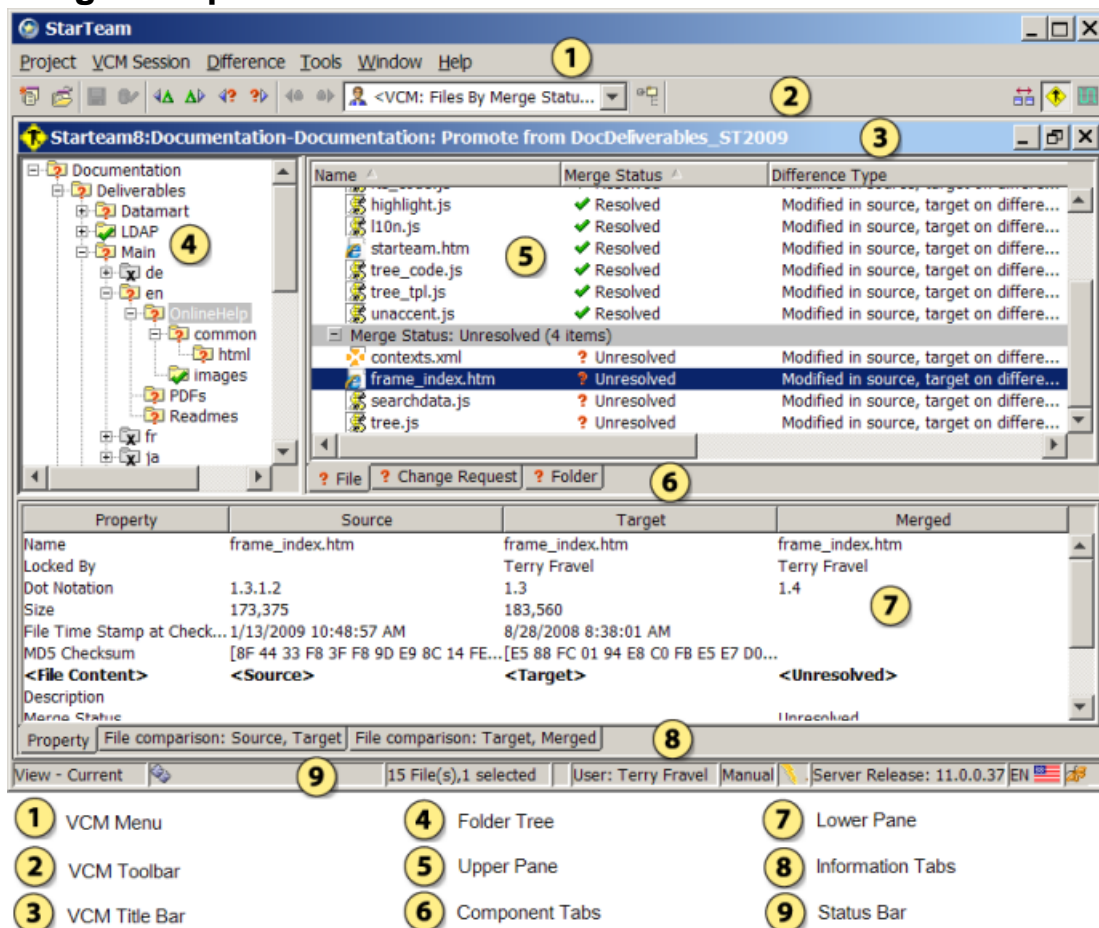 StarTeam
Project VCM Session Difference Tools Window Help
1
<VCM: Files By Merge Statu...
2
Starteam8:Documentation-Documentation: Promote from DocDeliverables_ST2009
3
Documentation
Deliverables
Datamart
LDAP
Main
de
en
OnlineHelp
common
html
images
PDFs
Readmes
fr
ja
4
Name Merge Status Difference Type
highlight.js Resolved Modified in source, target on differe...
l10n.js Resolved Modified in source, target on differe...
starteam.htm Resolved Modified in source, target on differe...
tree_code.js Resolved Modified in source, target on differe...
tree_tpl.js Resolved Modified in source, target on differe...
unaccent.js Resolved Modified in source, target on differe...
5
Merge Status: Unresolved (4 items)
contexts.xml ? Unresolved Modified in source, target on differe...
frame_index.htm ? Unresolved Modified in source, target on differe...
searchdata.js ? Unresolved Modified in source, target on differe...
tree.js ? Unresolved Modified in source, target on differe...
? File ? Change Request ? Folder
6
Property Source Target Merged
Name frame_index.htm frame_index.htm frame_index.htm
Locked By Terry Fravel Terry Fravel
Dot Notation 1.3.1.2 1.3 1.4
Size 173,375 183,560
7
File Time Stamp at Check... 1/13/2009 10:48:57 AM 8/28/2008 8:38:01 AM
MD5 Checksum [8F 44 33 F8 3F F8 9D E9 8C 14 FE... [E5 88 FC 01 94 E8 C0 FB E5 E7 D0...
<File Content> <Source> <Target> <Unresolved>
Description
Merge Status Unresolved
Property File comparison: Source, Target File comparison: Target, Merged
8
View - Current 9 15 File(s),1 selected User: Terry Fravel Manual Server Release: 11.0.0.37 EN
1 VCM Menu 4 Folder Tree 7 Lower Pane
2 VCM Toolbar 5 Upper Pane 8 Information Tabs
3 VCM Title Bar 6 Component Tabs 9 Status Bar